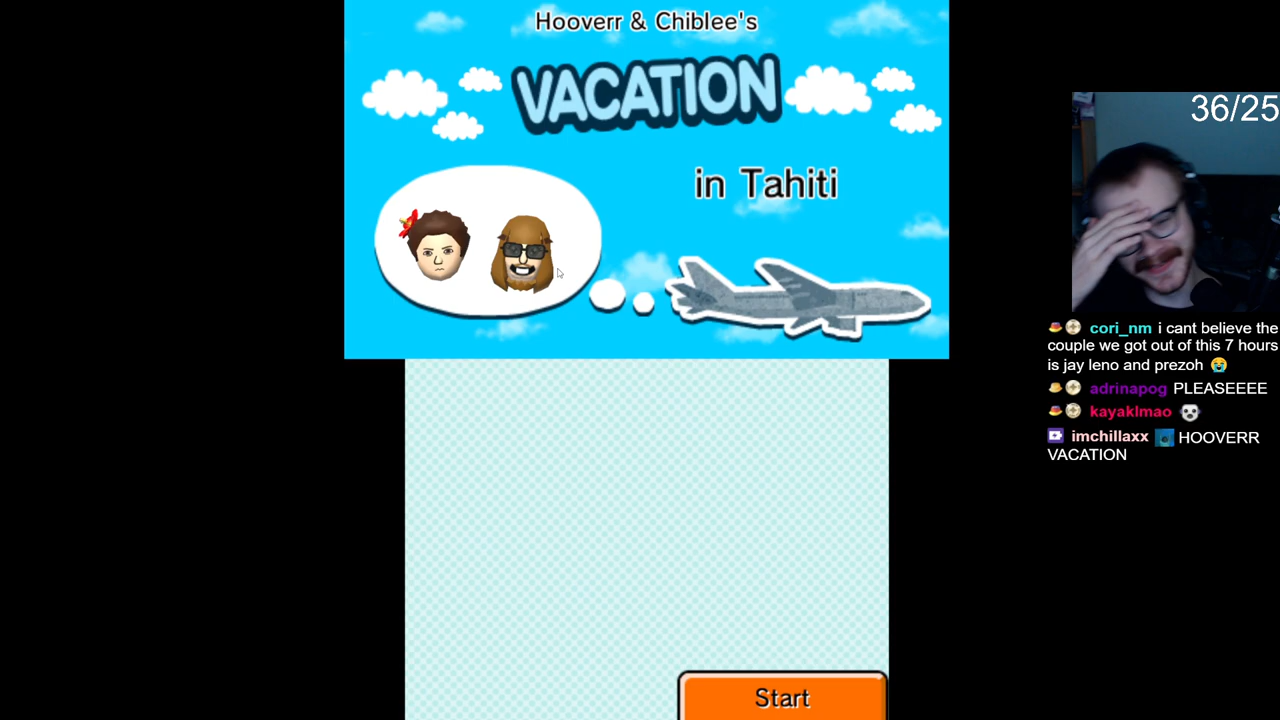 Hooverr & Chiblee's
VACATION
in Tahiti
Start
36/25
cori_nm i cant believe the
couple we got out of this 7 hours
is jay leno and prezoh 😭
adrinapog PLEASEEEE
kayaklmao
imchillaxx HOOVERR
VACATION